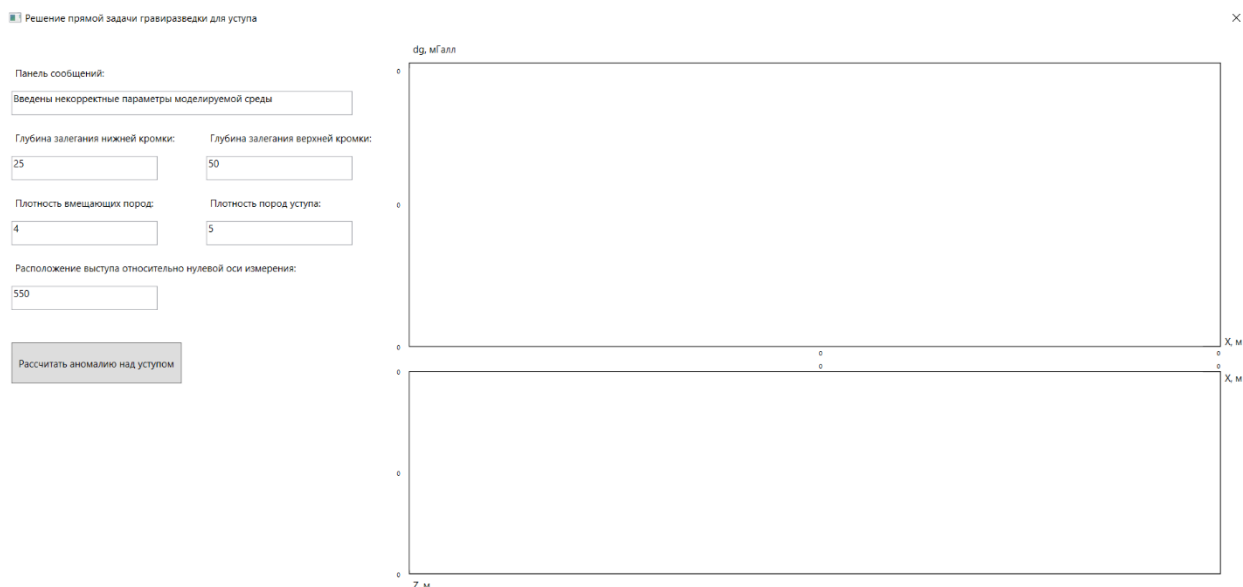 Решение прямой задачи гравиразведки для уступа
dg, мГалл
Панель сообщений:
0
Введены некорректные параметры моделируемой среды
Глубина залегания нижней кромки: Глубина залегания верхней кромки:
25 50
Плотность вмещающих пород: Плотность пород уступа:
0
4 5
Расположение выступа относительно нулевой оси измерения:
550
Рассчитать аномалию над уступом
0
X, м
0 0
0 0
0
X, м
0
0
Z, м